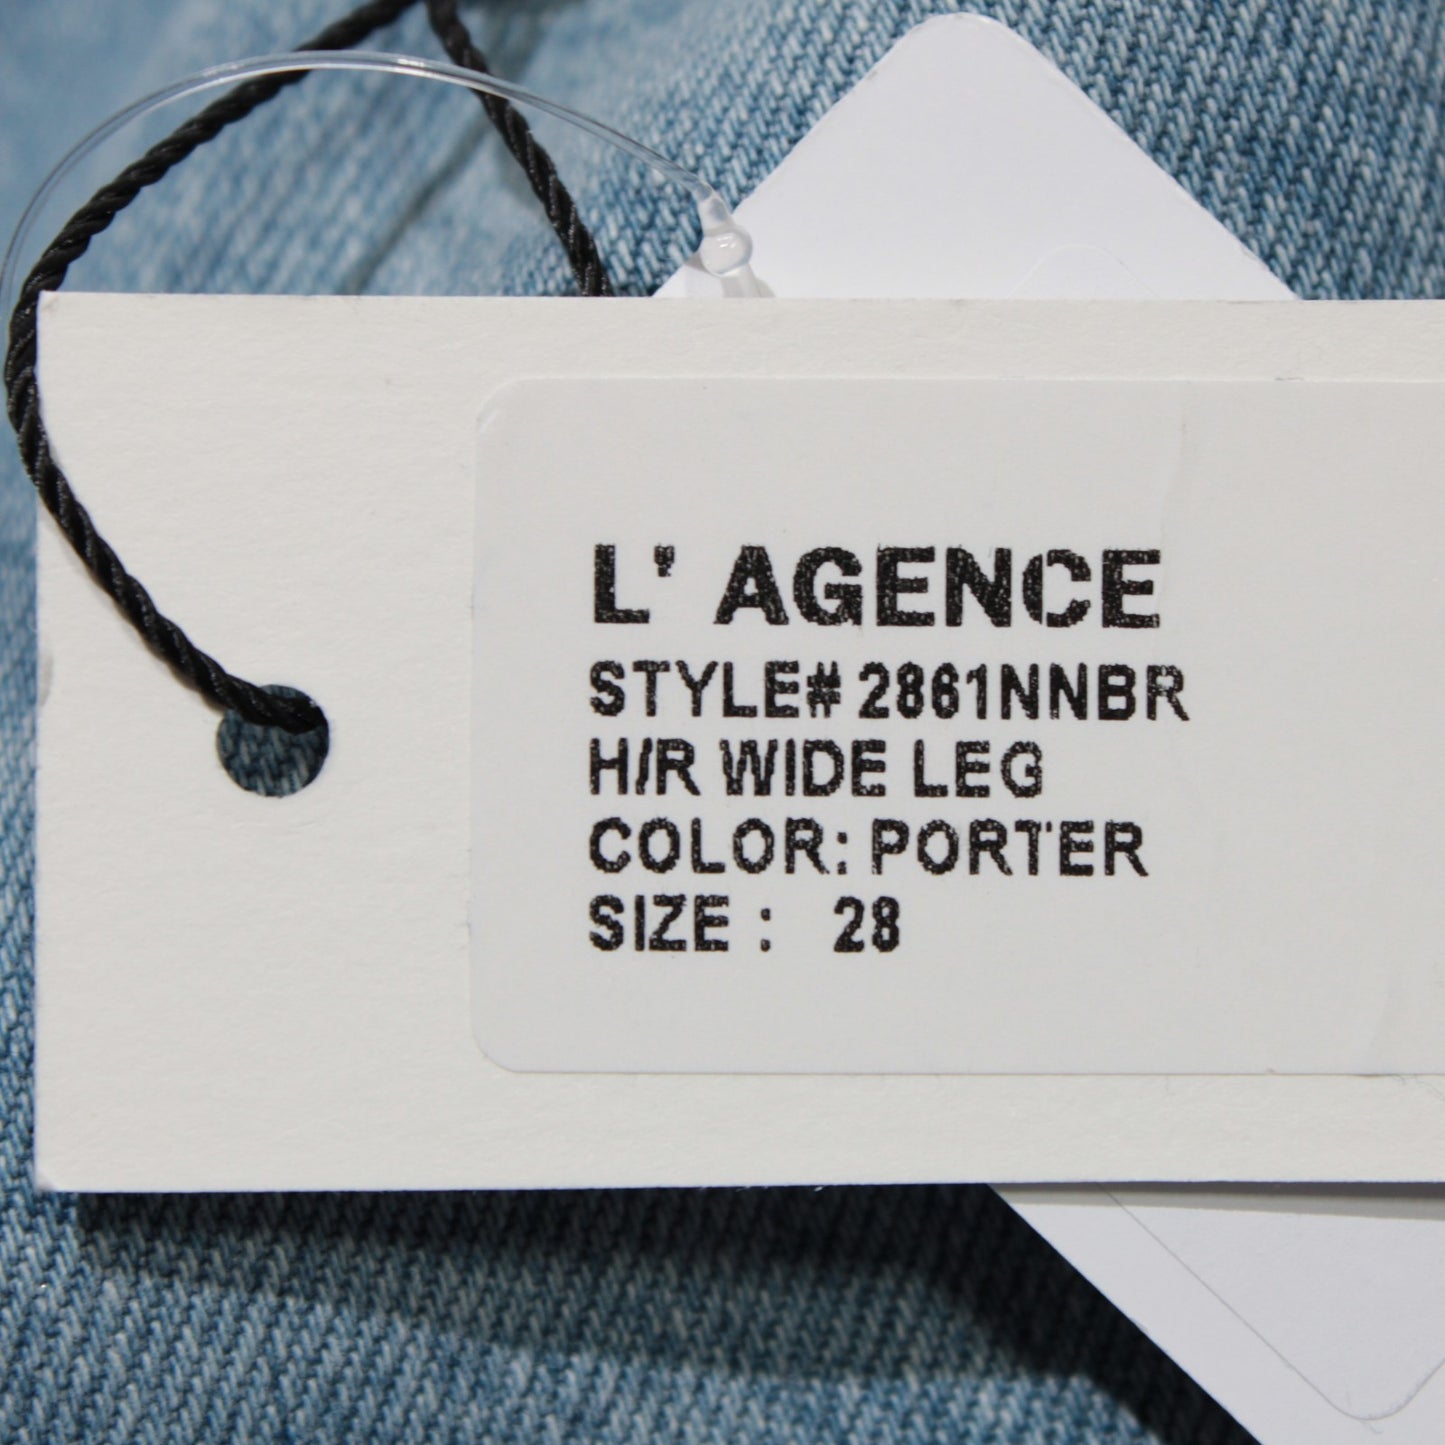 L' AGENCE
STYLE# 2861NNBR
H/R WIDE LEG
COLOR: PORTER
SIZE : 28